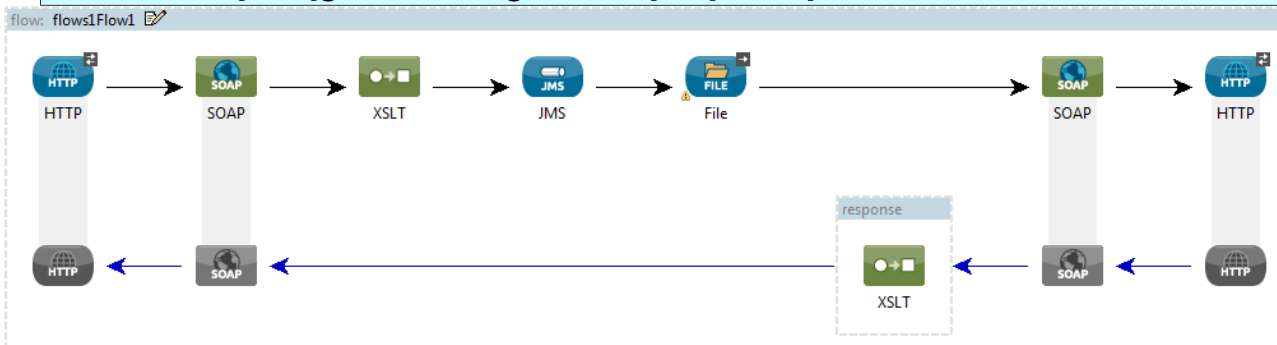 flow: flows1Flow1
HTTP SOAP XSLT JMS FILE SOAP HTTP
HTTP SOAP XSLT JMS File SOAP HTTP
response
HTTP SOAP SOAP HTTP
XSLT